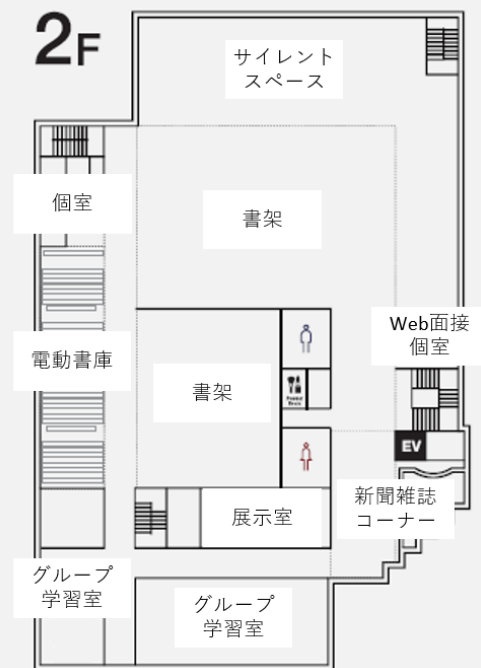 2F
サイレント
スペース
個室
書架
Web面接
個室
電動書庫
書架
EV
新聞雑誌
コーナー
展示室
グループ
学習室
グループ
学習室